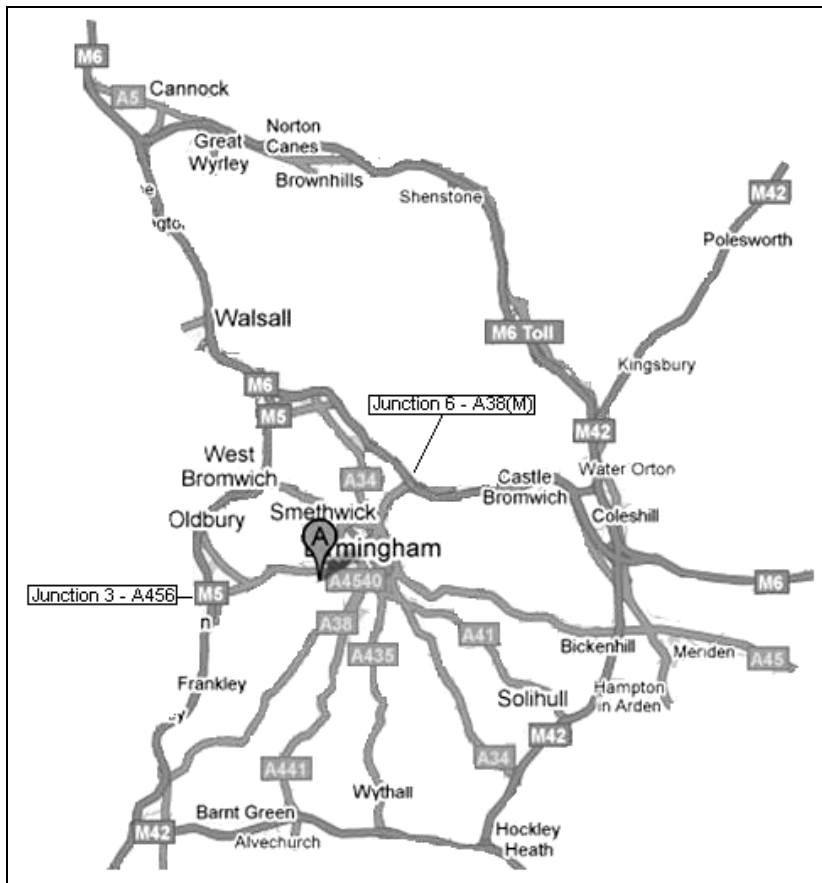 M6
A5
Cannock
Great
Wyrley
Norton
Canes
Brownhills
Shenstone
M42
Polesworth
Walsall
M6 Toll
Kingsbury
M6
M5
Junction 6 - A38(M)
M42
West
Bromwich
A34
Castle
Bromwich
Water Orton
Oldbury
Smethwick
Coleshill
A
mingham
A4540
M6
Junction 3 - A456
M5
n
A38
A41
A435
Bickenhill
Meriden
A45
Frankley
Solihull
Hampton
in Arden
M42
A34
A441
Wythall
Barnt Green
M42
Alvechurch
Hockley
Heath